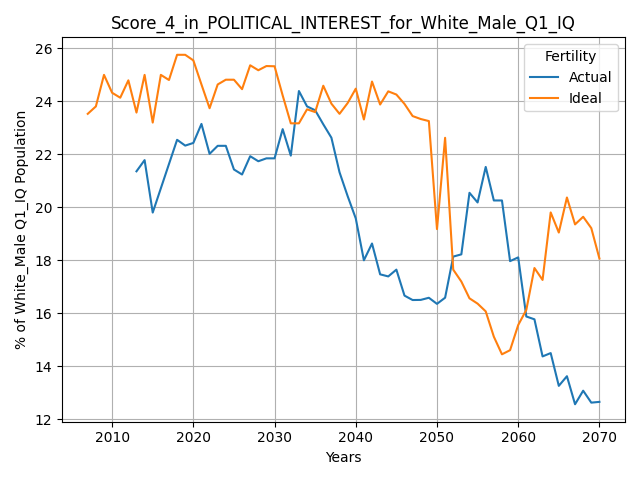 Score_4_in_POLITICAL_INTEREST_for_White_Male_Q1_IQ
Fertility
Actual
Ideal
% of White_Male Q1_IQ Population
26
24
22
20
18
16
14
12
2010
2020
2030
2040
2050
2060
2070
Years